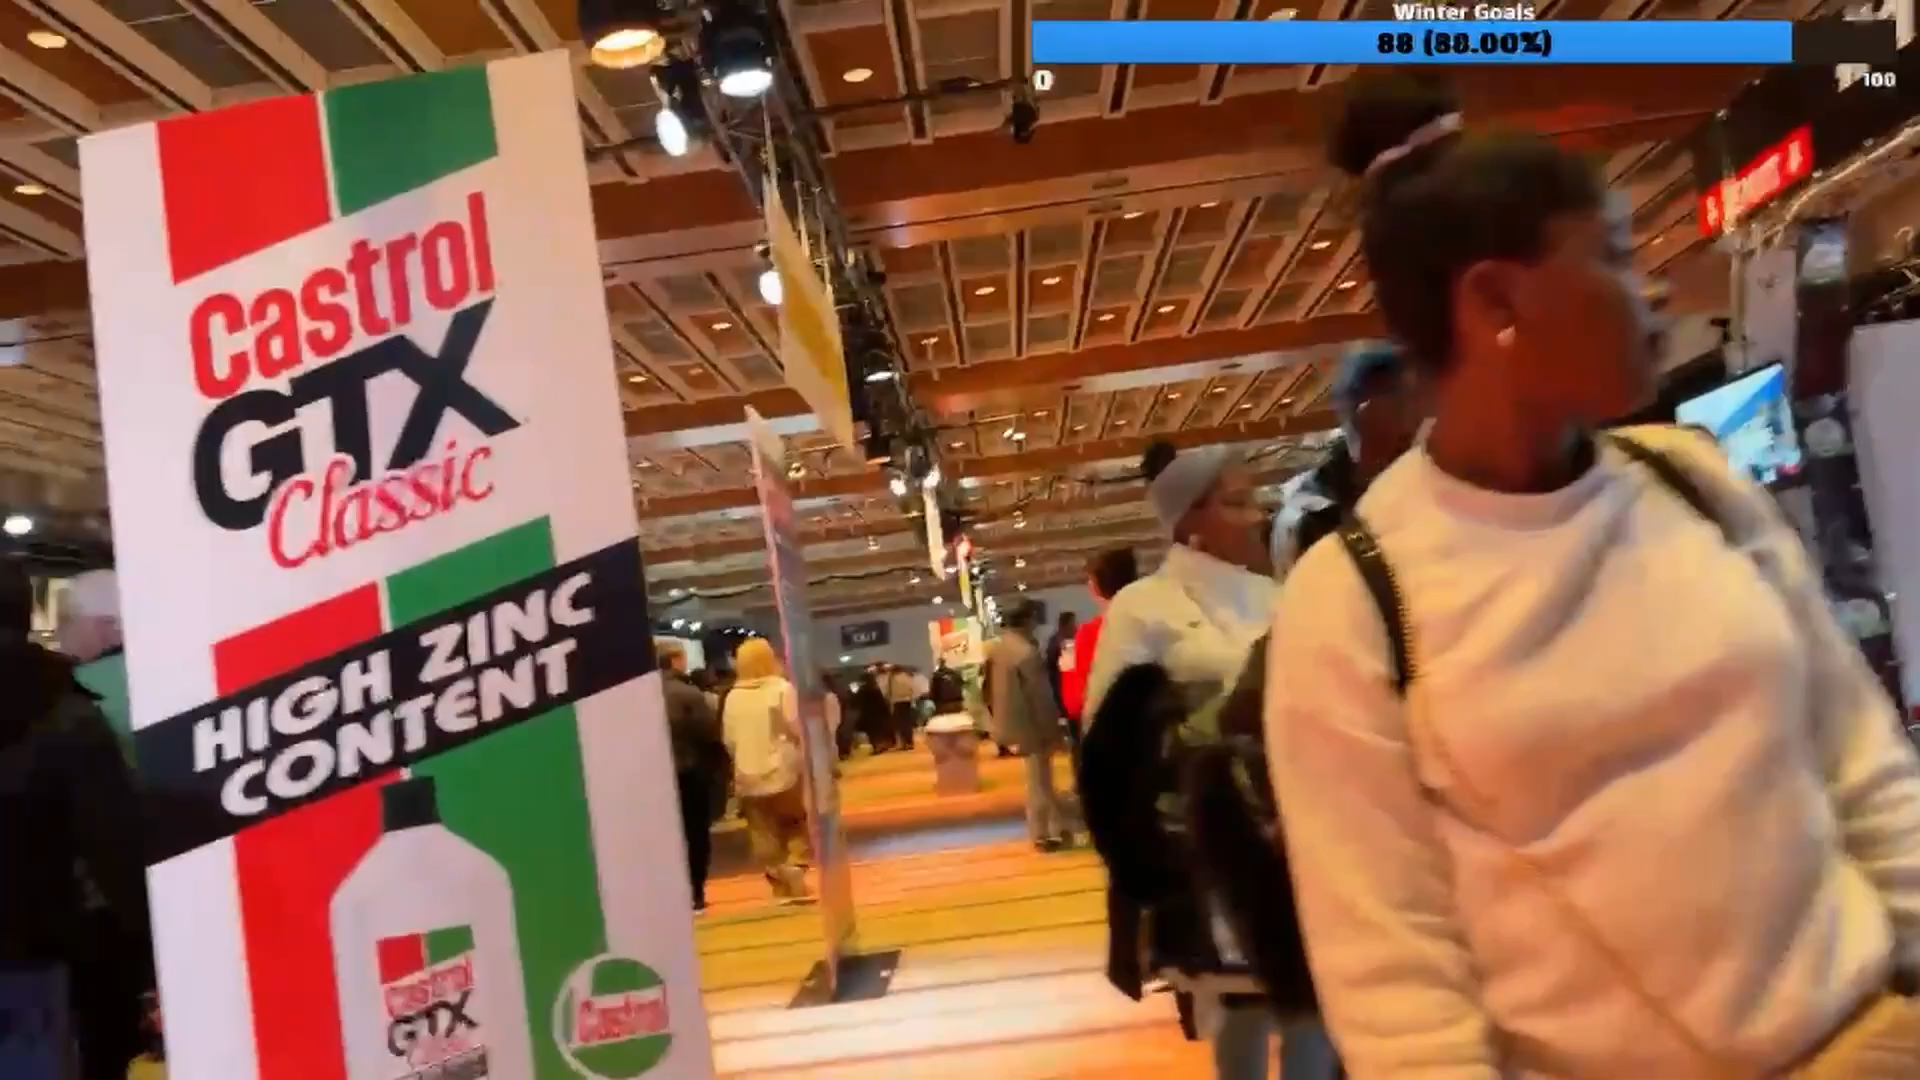 Winter Goals
88 (88.00%)
0
100
Castrol
GTX
Classic
HIGH ZINC
CONTENT
Castrol
GTX
Castrol
OUT